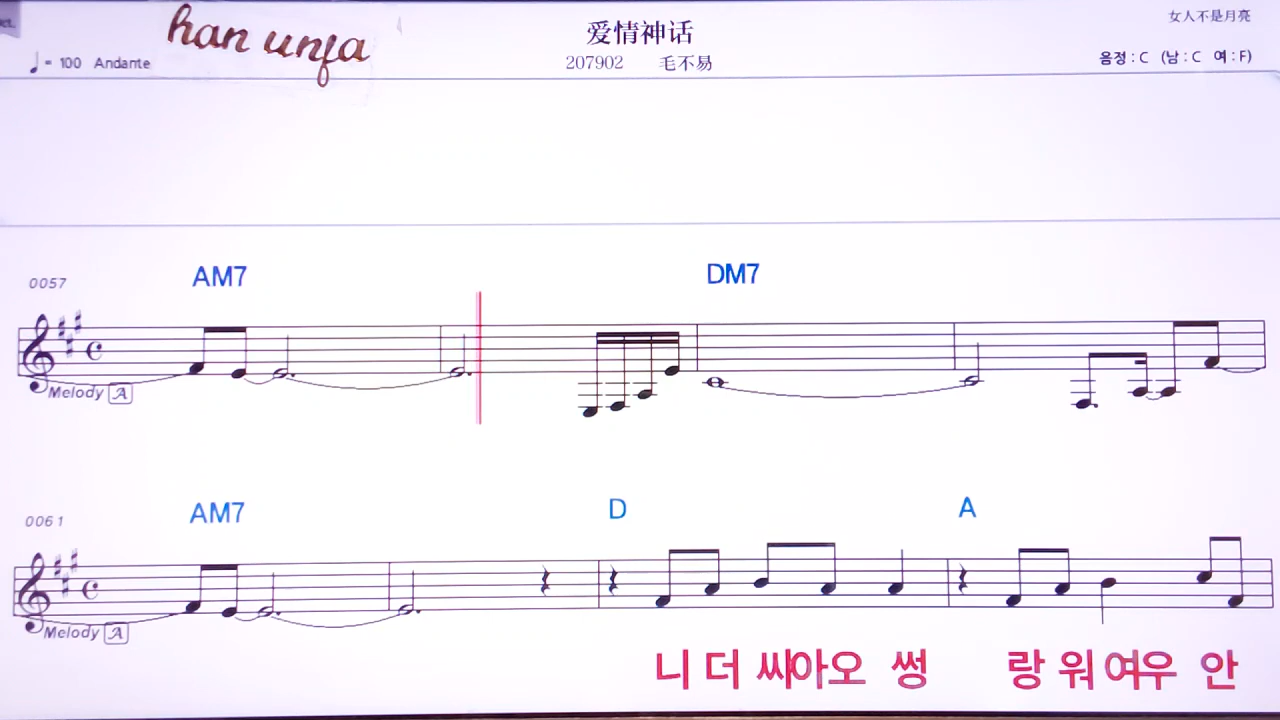 ct.
han unfa
爱情神话
女人不是月亮
♩= 100 Andante
207902 毛不易
음정 : C (남 : C 여 : F)
0057 AM7 DM7
Melody A
0061 AM7 D A
Melody A
니 더 씨아오 썽 랑 워 여우 안